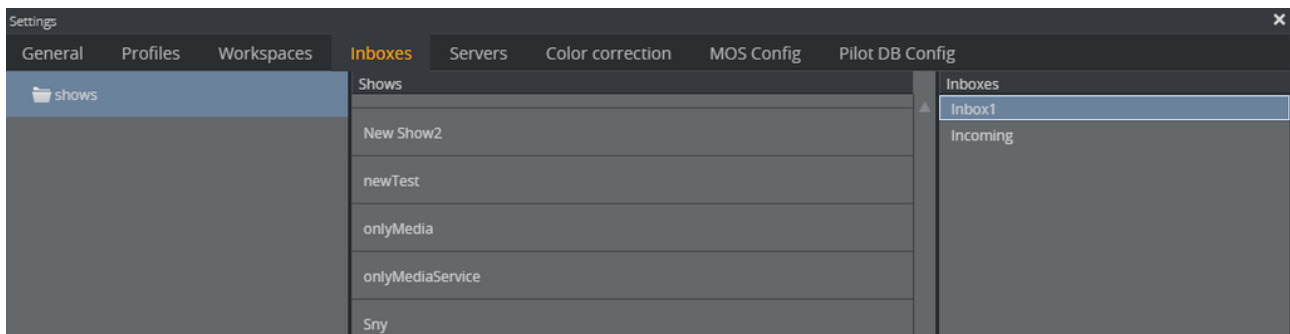 Settings
General Profiles Workspaces Inboxes Servers Color correction MOS Config Pilot DB Config
shows
Shows
New Show2
newTest
onlyMedia
onlyMediaService
Sny
Inboxes
Inbox1
Incoming